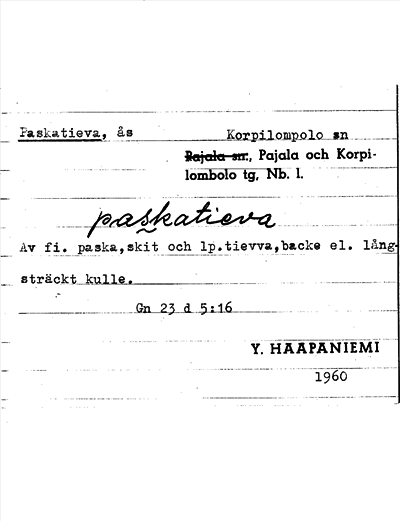 Paskatieva, ås
Korpilompolo sn
Pajala sn., Pajala och Korpi-
lombolo tg, Nb. l.
paskatieva
Av fi. paska,skit och lp.tievva,backe el. lång-
sträckt kulle.
Gn 23 d 5:16
Y. HAAPANIEMI
1960